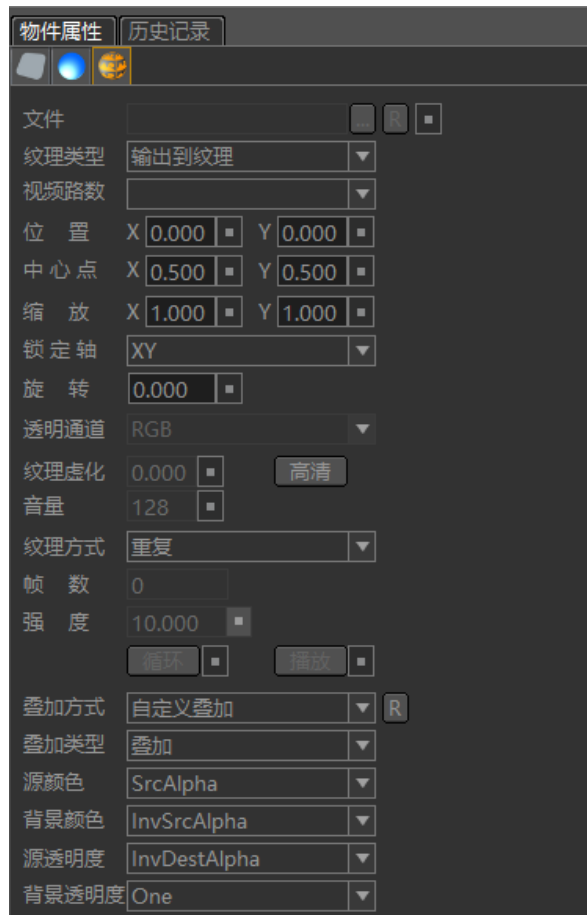 物件属性 历史记录
文件 ... R
纹理类型 输出到纹理
视频路数
位 置 X 0.000 Y 0.000
中心点 X 0.500 Y 0.500
缩 放 X 1.000 Y 1.000
锁定轴 XY
旋 转 0.000
透明通道 RGB
纹理虚化 0.000 高清
音量 128
纹理方式 重复
帧 数 0
强 度 10.000
循环 播放
叠加方式 自定义叠加 R
叠加类型 叠加
源颜色 SrcAlpha
背景颜色 InvSrcAlpha
源透明度 InvDestAlpha
背景透明度 One